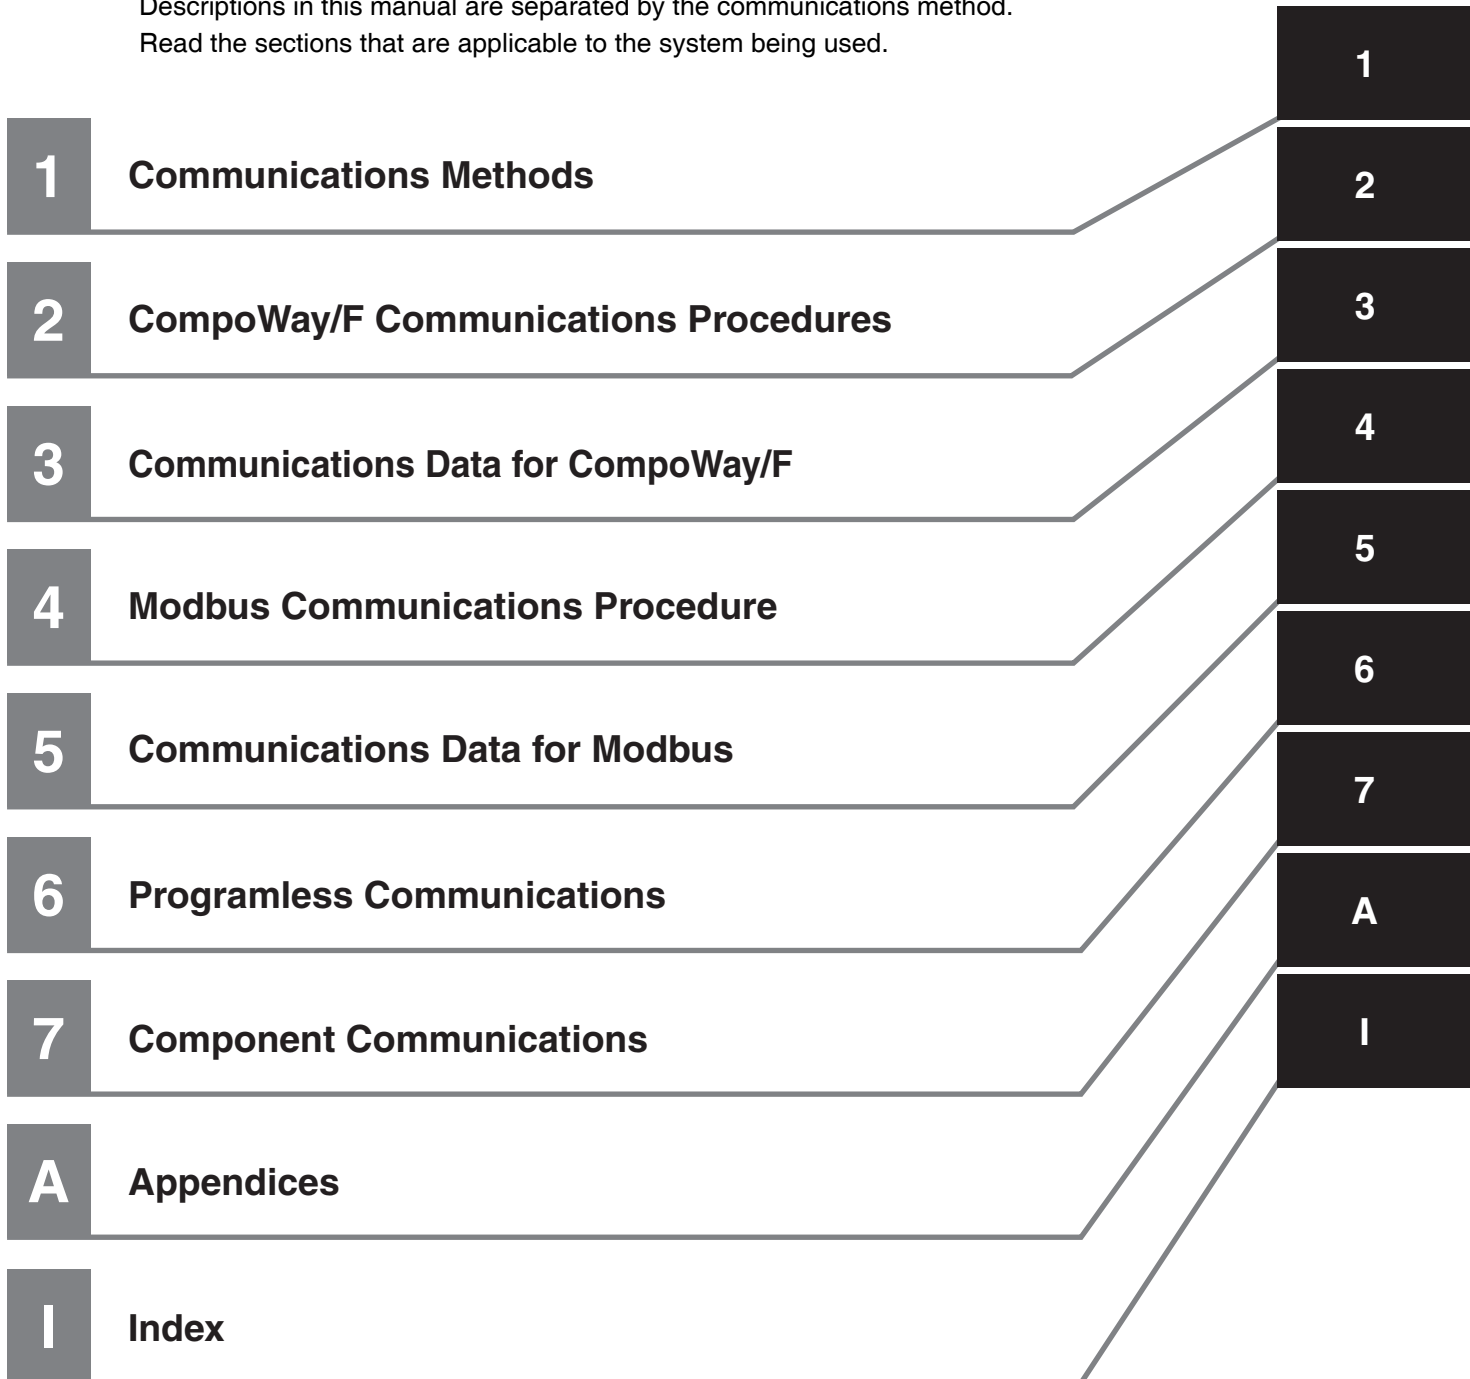 Descriptions in this manual are separated by the communications method.
Read the sections that are applicable to the system being used.
1 Communications Methods
2 CompoWay/F Communications Procedures
3 Communications Data for CompoWay/F
4 Modbus Communications Procedure
5 Communications Data for Modbus
6 Programless Communications
7 Component Communications
A Appendices
I Index
1
2
3
4
5
6
7
A
I